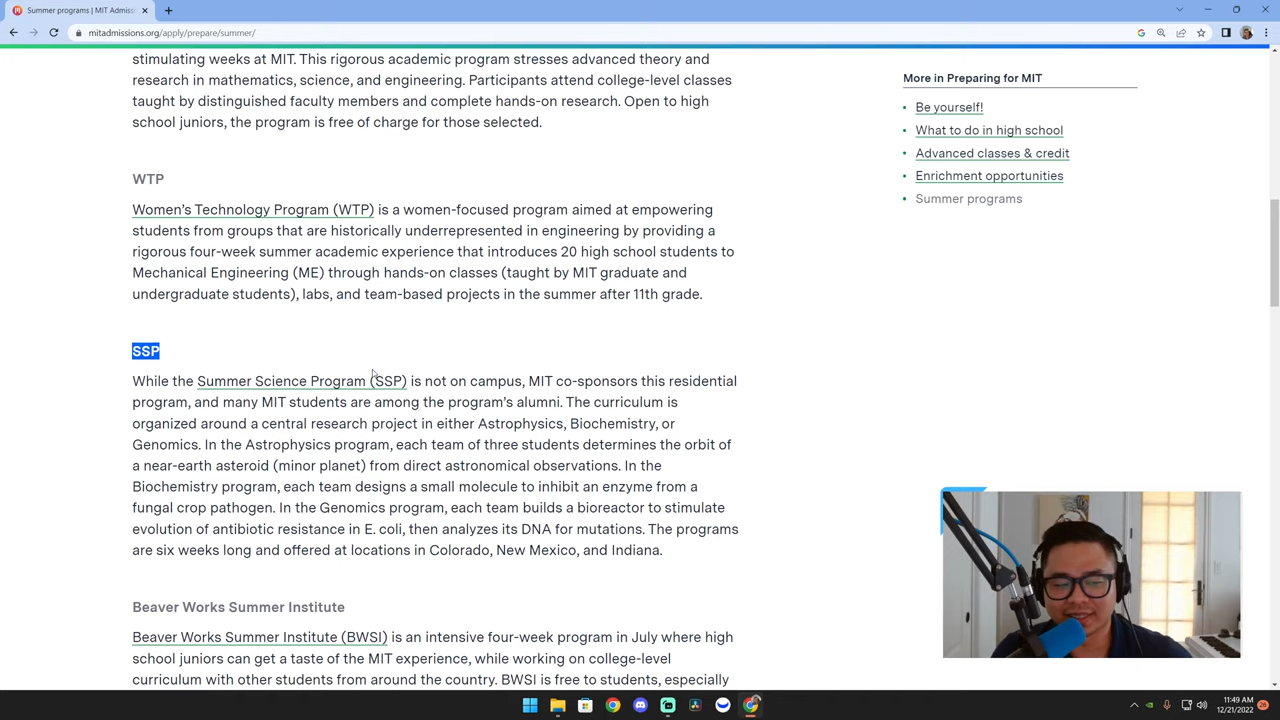 Summer programs | MIT Admiss
mitadmissions.org/apply/prepare/summer/
stimulating weeks at MIT. This rigorous academic program stresses advanced theory and
research in mathematics, science, and engineering. Participants attend college-level classes
taught by distinguished faculty members and complete hands-on research. Open to high
school juniors, the program is free of charge for those selected.
WTP
Women's Technology Program (WTP) is a women-focused program aimed at empowering
students from groups that are historically underrepresented in engineering by providing a
rigorous four-week summer academic experience that introduces 20 high school students to
Mechanical Engineering (ME) through hands-on classes (taught by MIT graduate and
undergraduate students), labs, and team-based projects in the summer after 11th grade.
SSP
While the Summer Science Program (SSP) is not on campus, MIT co-sponsors this residential
program, and many MIT students are among the program's alumni. The curriculum is
organized around a central research project in either Astrophysics, Biochemistry, or
Genomics. In the Astrophysics program, each team of three students determines the orbit of
a near-earth asteroid (minor planet) from direct astronomical observations. In the
Biochemistry program, each team designs a small molecule to inhibit an enzyme from a
fungal crop pathogen. In the Genomics program, each team builds a bioreactor to stimulate
evolution of antibiotic resistance in E. coli, then analyzes its DNA for mutations. The programs
are six weeks long and offered at locations in Colorado, New Mexico, and Indiana.
Beaver Works Summer Institute
Beaver Works Summer Institute (BWSI) is an intensive four-week program in July where high
school juniors can get a taste of the MIT experience, while working on college-level
curriculum with other students from around the country. BWSI is free to students, especially
More in Preparing for MIT
Be yourself!
What to do in high school
Advanced classes & credit
Enrichment opportunities
Summer programs
11:49 AM
12/21/2022
26